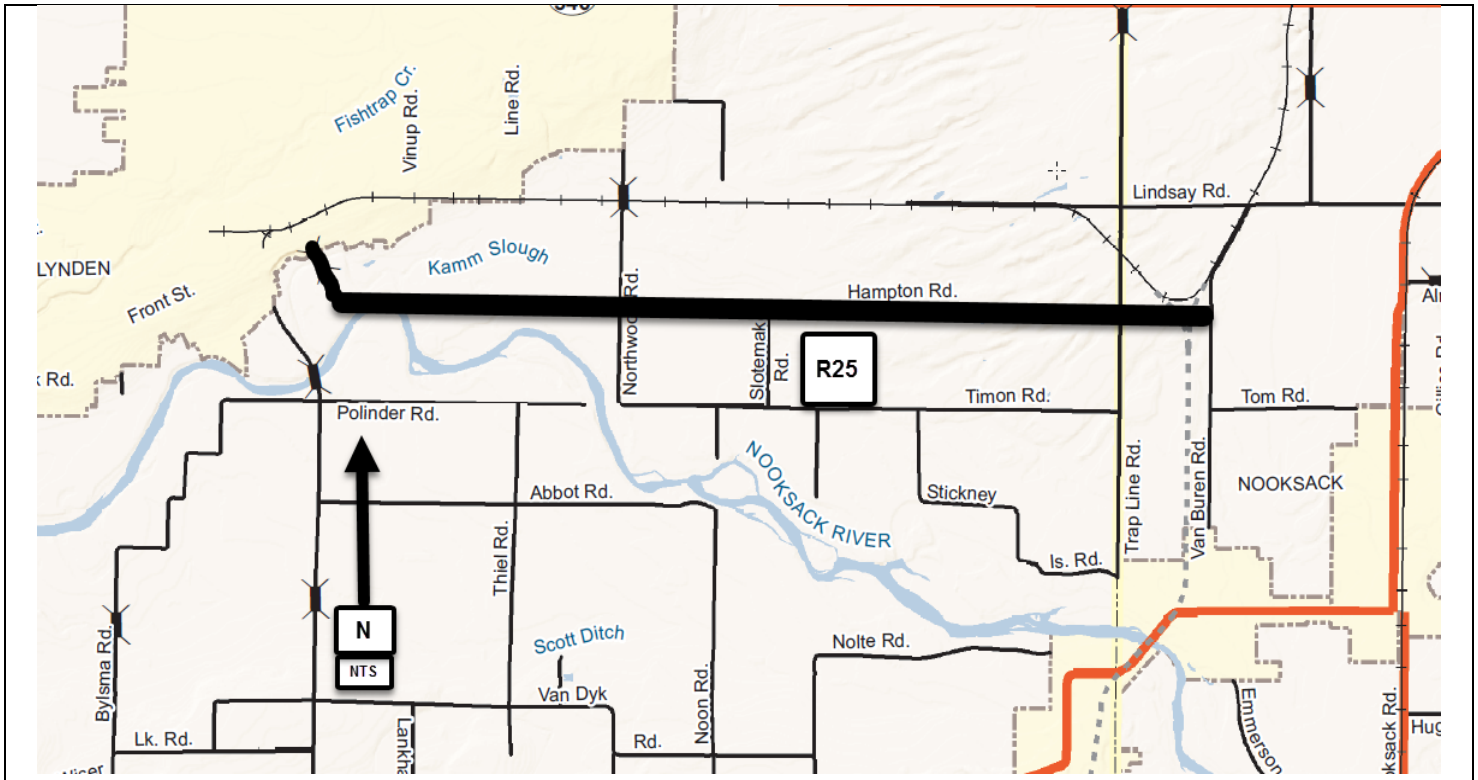 Fishtrap Cr.
Vinup Rd.
Line Rd.
Lindsay Rd.
LYNDEN
Kamm Slough
Front St.
Northwood Rd.
Hampton Rd.
Slotemak
Rd.
R25
Rd.
Polinder Rd.
Timon Rd.
Tom Rd.
Abbot Rd.
NOOKSACK RIVER
Stickney
Is. Rd.
Trap Line Rd.
Van Buren Rd.
NOOKSACK
Thiel Rd.
N
NTS
Scott Ditch
Nolte Rd.
Bylsma Rd.
Van Dyk
Rd.
Noon Rd.
Lk. Rd.
Emmerson